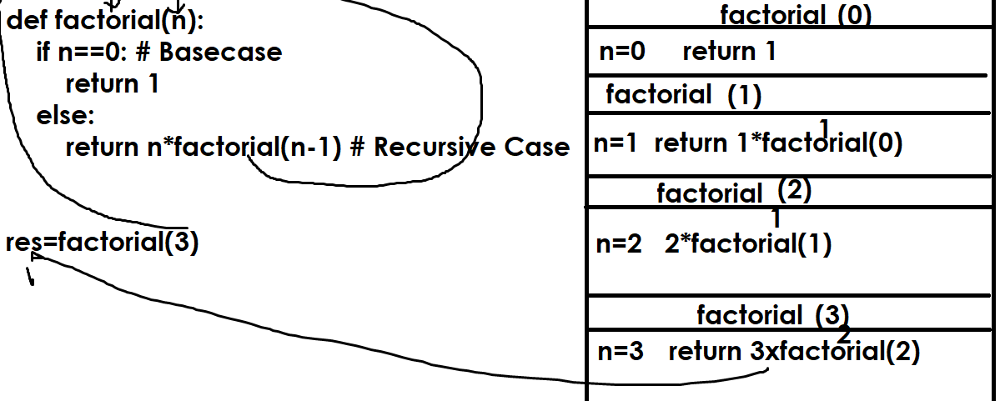 def factorial(n):
if n==0: # Basecase
return 1
else:
return n*factorial(n-1) # Recursive Case
res=factorial(3)
factorial (0)
n=0 return 1
factorial (1)
1
n=1 return 1*factorial(0)
factorial (2)
1
n=2 2*factorial(1)
factorial (3)
2
n=3 return 3xfactorial(2)